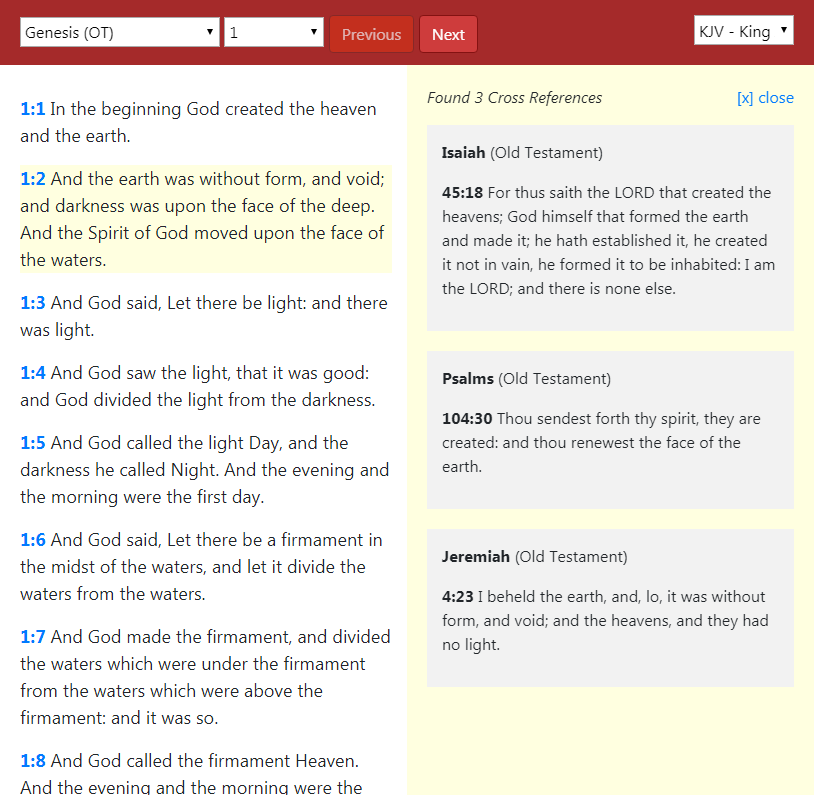 Genesis (OT) 1 Previous Next KJV - King
1:1 In the beginning God created the heaven
and the earth.
1:2 And the earth was without form, and void;
and darkness was upon the face of the deep.
And the Spirit of God moved upon the face of
the waters.
1:3 And God said, Let there be light: and there
was light.
1:4 And God saw the light, that it was good:
and God divided the light from the darkness.
1:5 And God called the light Day, and the
darkness he called Night. And the evening and
the morning were the first day.
1:6 And God said, Let there be a firmament in
the midst of the waters, and let it divide the
waters from the waters.
1:7 And God made the firmament, and divided
the waters which were under the firmament
from the waters which were above the
firmament: and it was so.
1:8 And God called the firmament Heaven.
And the evening and the morning were the
Found 3 Cross References [x] close
Isaiah (Old Testament)
45:18 For thus saith the LORD that created the
heavens; God himself that formed the earth
and made it; he hath established it, he created
it not in vain, he formed it to be inhabited: I am
the LORD; and there is none else.
Psalms (Old Testament)
104:30 Thou sendest forth thy spirit, they are
created: and thou renewest the face of the
earth.
Jeremiah (Old Testament)
4:23 I beheld the earth, and, lo, it was without
form, and void; and the heavens, and they had
no light.